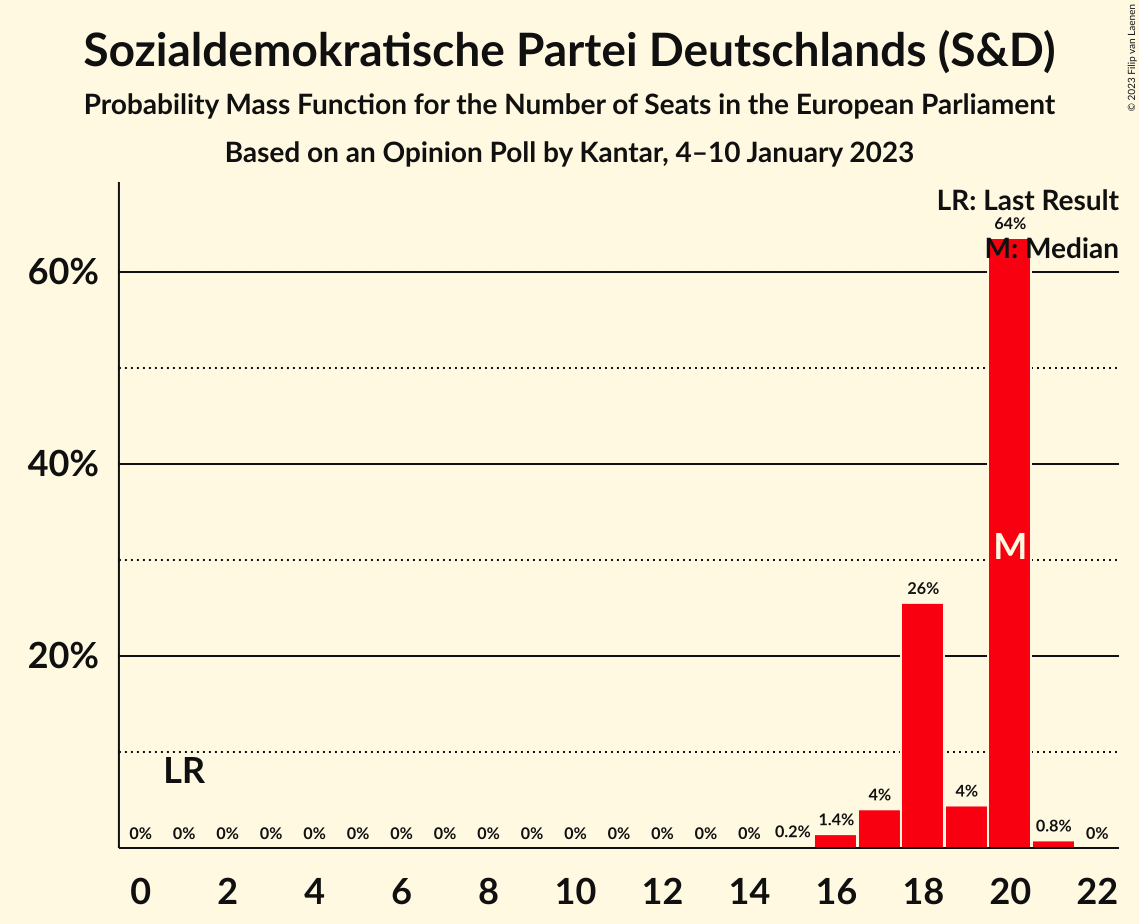 Sozialdemokratische Partei Deutschlands (S&D)
Probability Mass Function for the Number of Seats in the European Parliament
Based on an Opinion Poll by Kantar, 4–10 January 2023
© 2023 Filip van Laenen
LR: Last Result
64%
M: Median
60%
40%
M
26%
20%
LR
0% 0% 0% 0% 0% 0% 0% 0% 0% 0% 0% 0% 0% 0% 0% 0.2% 1.4% 4% 4% 0.8% 0%
0 2 4 6 8 10 12 14 16 18 20 22